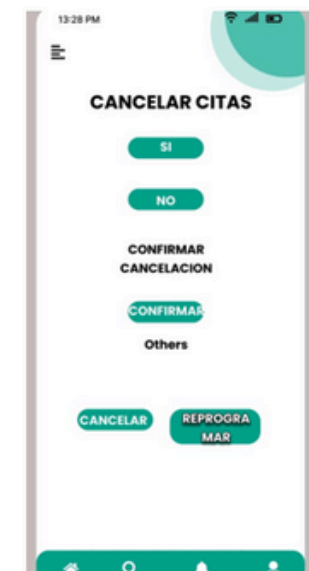 13:28 PM
CANCELAR CITAS
SI
NO
CONFIRMAR
CANCELACION
CONFIRMAR
Others
CANCELAR
REPROGRA
MAR